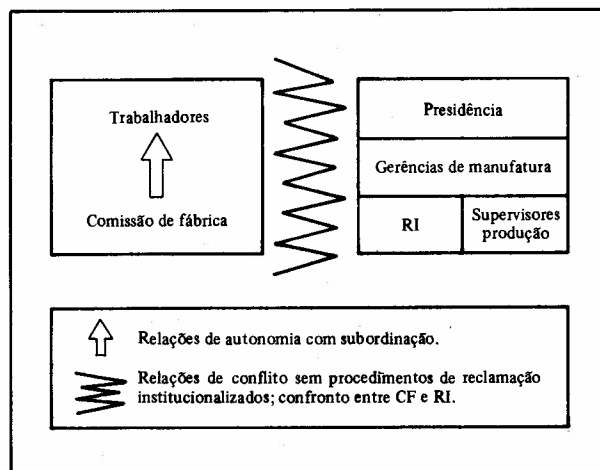 Trabalhadores
Comissão de fábrica
Presidência
Gerências de manufatura
RI
Supervisores
produção
Relações de autonomia com subordinação.
Relações de conflito sem procedimentos de reclamação
institucionalizados; confronto entre CF e RI.